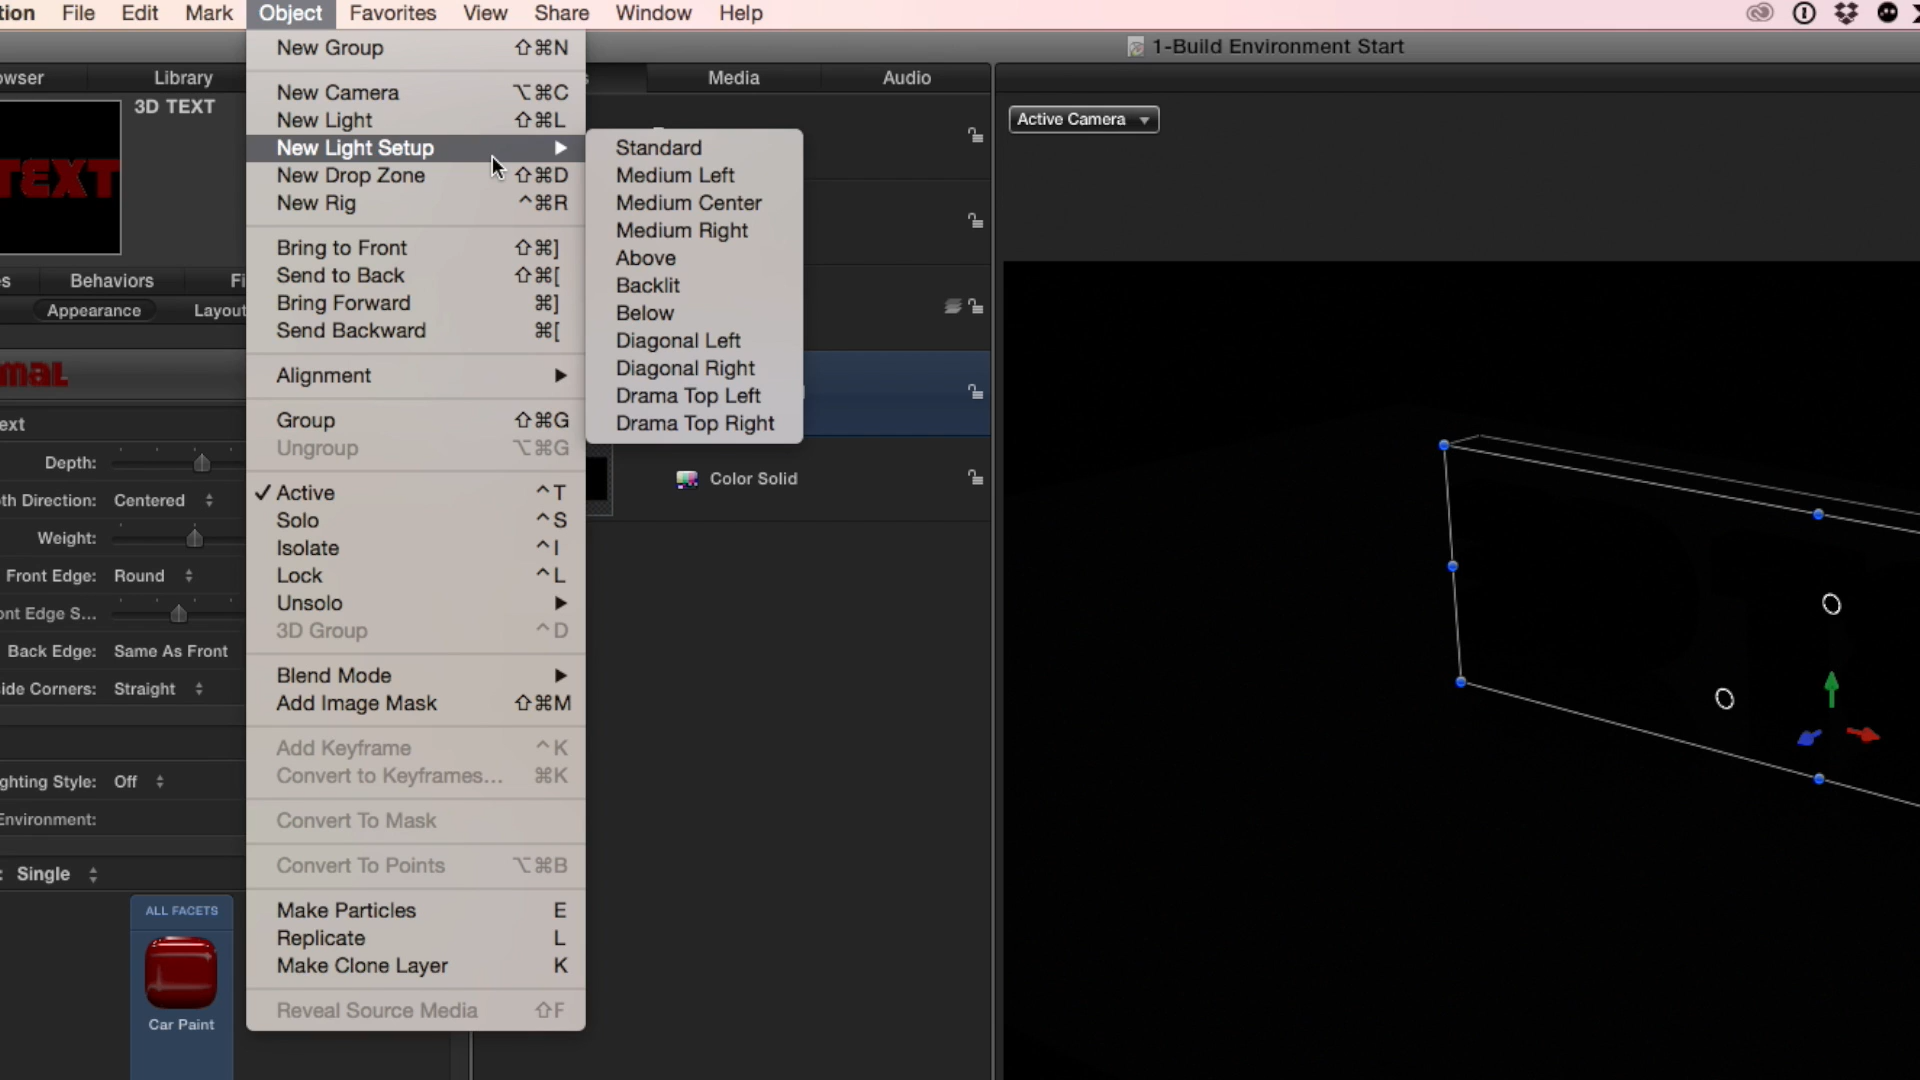 tion File Edit Mark Object Favorites View Share Window Help
1-Build Environment Start
owser Library
s Media Audio
3D TEXT
TEXT
Active Camera
New Group ⇧⌘N
New Camera ⌥⌘C
New Light ⇧⌘L
New Light Setup
New Drop Zone ⇧⌘D
New Rig ^⌘R
Bring to Front ⇧⌘]
Send to Back ⇧⌘[
Bring Forward ⌘]
Send Backward ⌘[
Alignment
Group ⇧⌘G
Ungroup ⌥⌘G
✓ Active ^T
Solo ^S
Isolate ^I
Lock ^L
Unsolo
3D Group ^D
Blend Mode
Add Image Mask ⇧⌘M
Add Keyframe ^K
Convert to Keyframes... ⌘K
Convert To Mask
Convert To Points ⌥⌘B
Make Particles E
Replicate L
Make Clone Layer K
Reveal Source Media ⇧F
Standard
Medium Left
Medium Center
Medium Right
Above
Backlit
Below
Diagonal Left
Diagonal Right
Drama Top Left
Drama Top Right
Color Solid
s Behaviors Fi
Appearance Layout
mal
ext
Depth:
th Direction: Centered
Weight:
Front Edge: Round
ont Edge S...
Back Edge: Same As Front
ide Corners: Straight
ghting Style: Off
Environment:
: Single
ALL FACETS
Car Paint